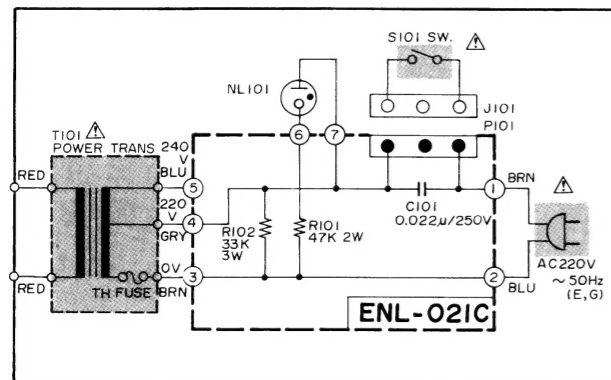 S101 SW.
NL101
J101
P101
T101
POWER TRANS
240
V
BLU
RED
6
7
5
1
BRN
220
V
4
GRY
C101
0.022μ/250V
R102
33K
3W
R101
47K 2W
0V
RED
TH FUSE
BRN
3
2
BLU
AC220V
~50Hz
(E,G)
ENL-021C